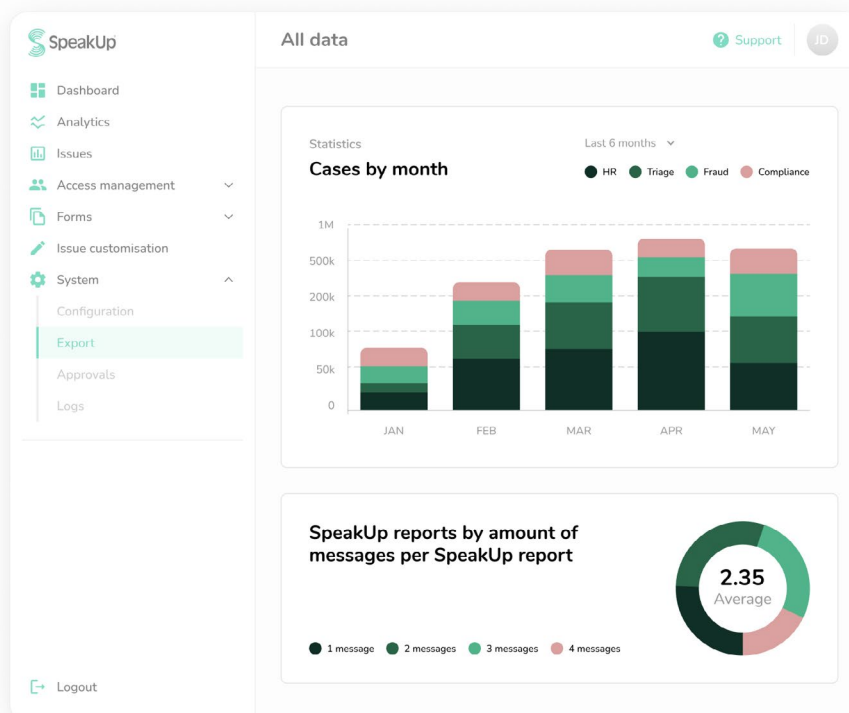 SpeakUp
Dashboard
Analytics
Issues
Access management
Forms
Issue customisation
System
Configuration
Export
Approvals
Logs
Logout
All data
Support
JD
Statistics
Cases by month
Last 6 months
HR Triage Fraud Compliance
1M
500k
200k
100k
50k
0
JAN FEB MAR APR MAY
SpeakUp reports by amount of
messages per SpeakUp report
1 message 2 messages 3 messages 4 messages
2.35
Average